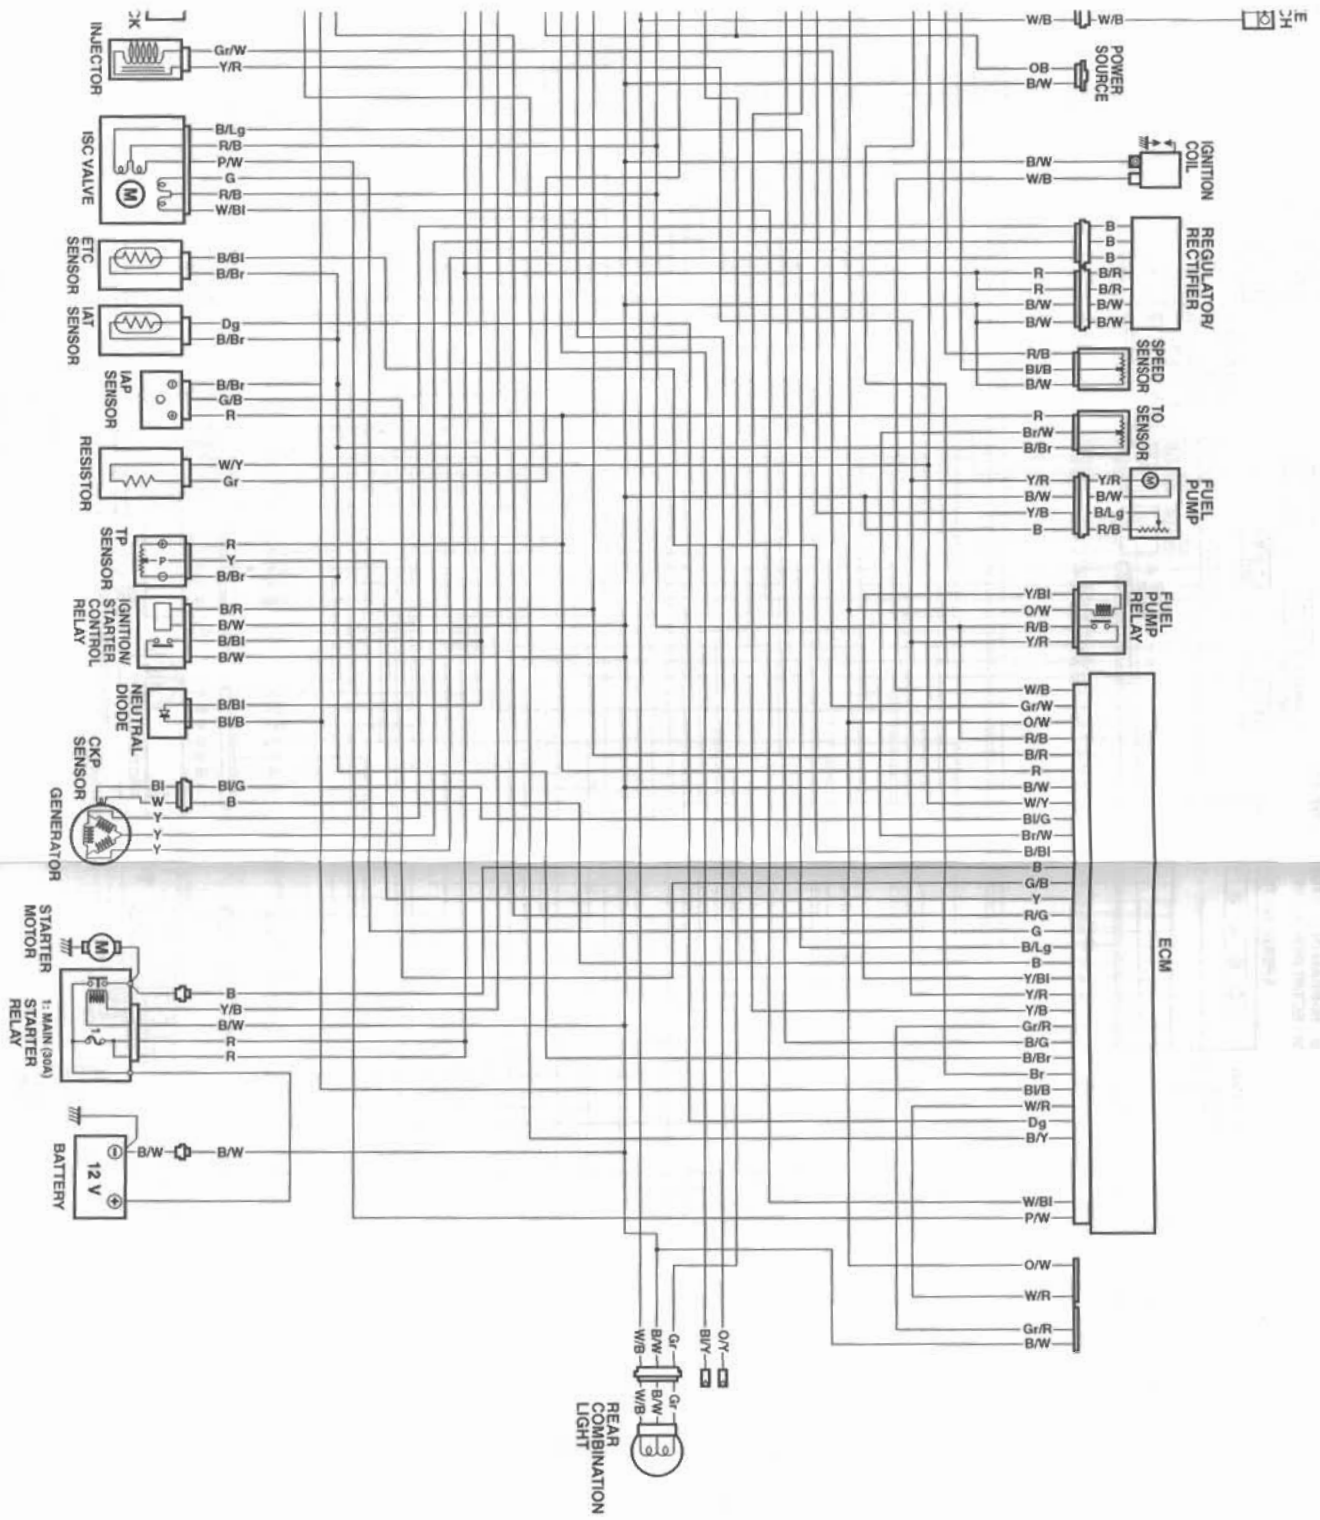 CK
INJECTOR
Gr/W
Y/R
ISC VALVE
M
B/Lg
R/B
P/W
G
R/B
W/Bl
ETC
SENSOR
B/Bl
B/Br
IAT
SENSOR
Dg
B/Br
IAP
SENSOR
B/Br
G/B
R
RESISTOR
W/Y
Gr
TP
SENSOR
P
R
Y
B/Br
IGNITION/
STARTER
CONTROL
RELAY
B/R
B/W
B/Bl
B/W
NEUTRAL
DIODE
B/Bl
Bl/B
CKP
SENSOR
GENERATOR
Bl
Bl/G
W
B
Y
Y
Y
STARTER
MOTOR
M
1: MAIN (30A)
STARTER
RELAY
1
B
Y/B
B/W
R
R
BATTERY
12 V
B/W
B/W
W/B
W/B
E
CH
POWER
SOURCE
OB
B/W
IGNITION
COIL
B/W
W/B
REGULATOR/
RECTIFIER
B
B
B
R
B/R
R
B/R
B/W
B/W
B/W
B/W
SPEED
SENSOR
R/B
Bl/B
B/W
TO
SENSOR
R
Br/W
B/Br
FUEL
PUMP
M
Y/R
Y/R
B/W
B/W
Y/B
B/Lg
B
R/B
FUEL
PUMP
RELAY
Y/Bl
O/W
R/B
Y/R
ECM
W/B
Gr/W
O/W
R/B
B/R
R
B/W
W/Y
Bl/G
Br/W
B/Bl
B
G/B
Y
R/G
G
B/Lg
B
Y/Bl
Y/R
Y/B
Gr/R
B/G
B/Br
Br
Bl/B
W/R
Dg
B/Y
W/Bl
P/W
O/W
W/R
Gr/R
B/W
W/B
B/W
Gr
Bl/Y
O/Y
W/B
B/W
Gr
REAR
COMBINATION
LIGHT